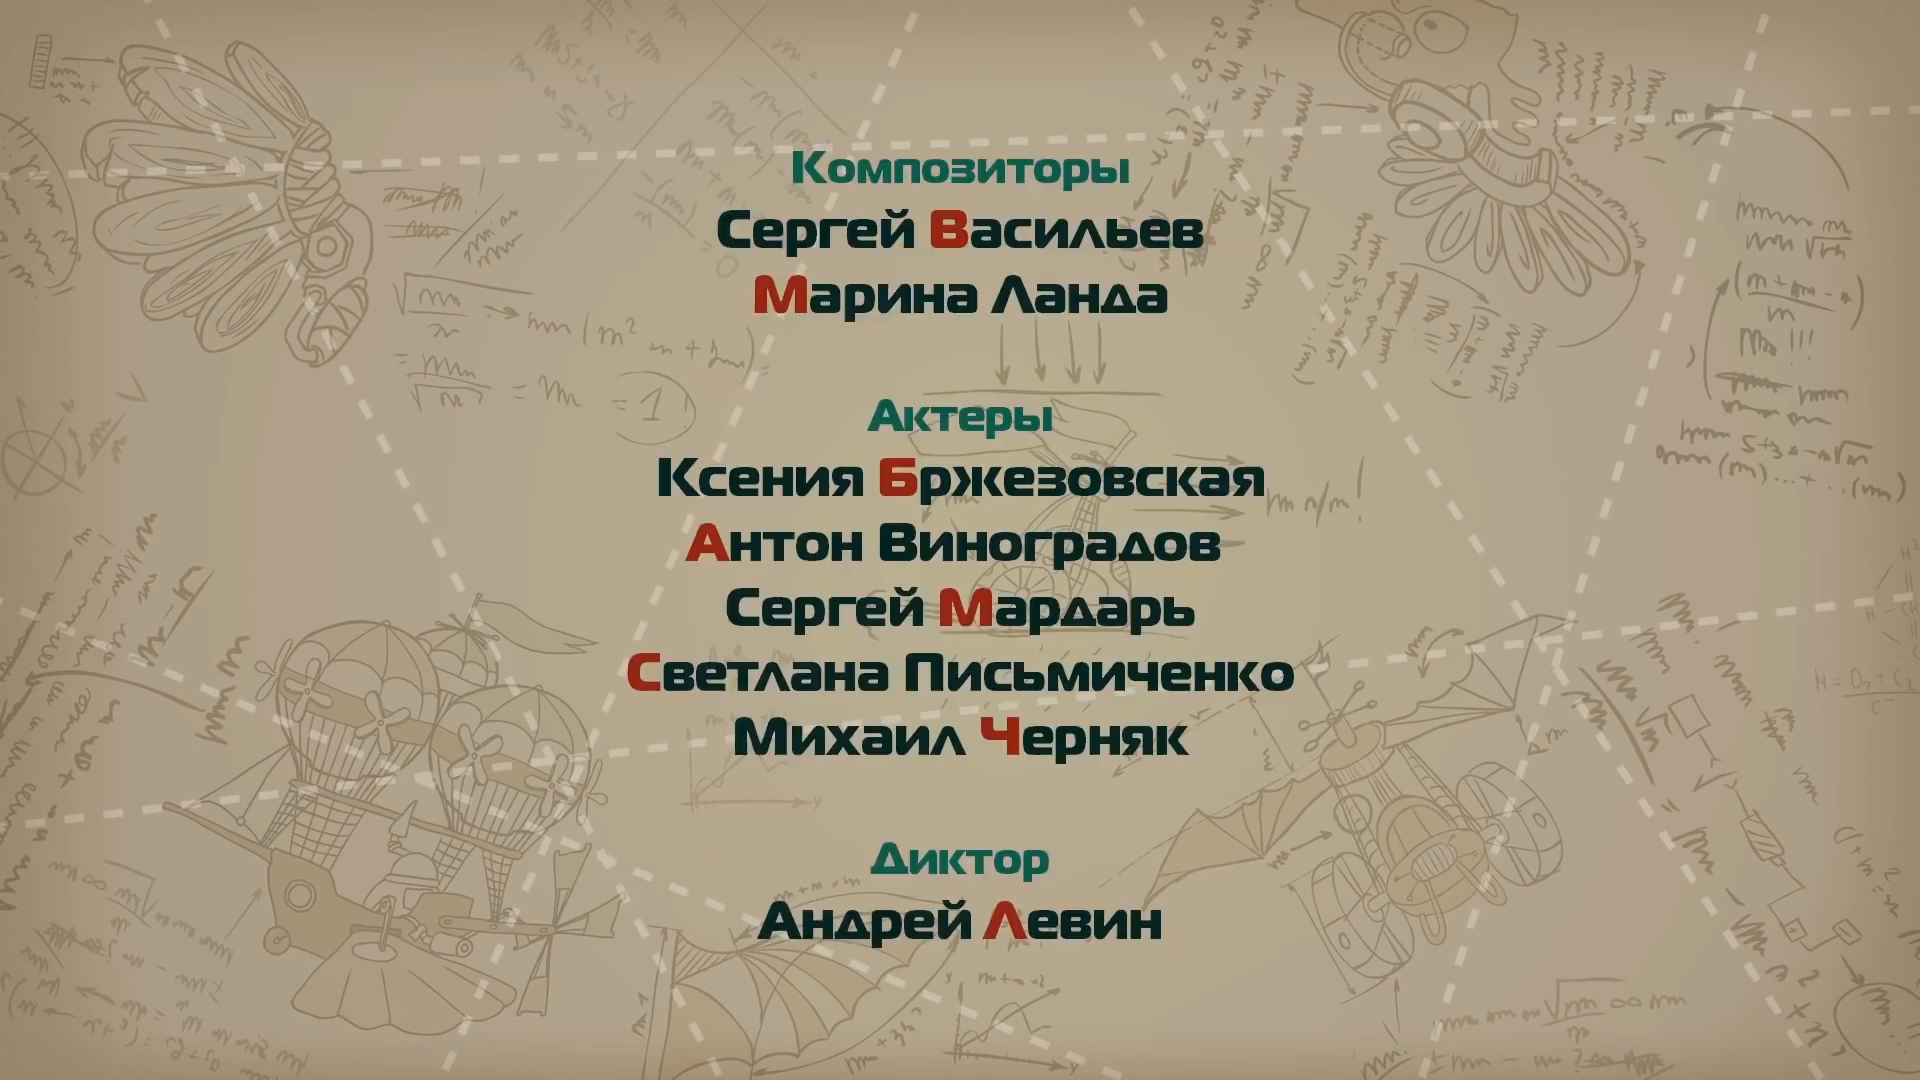 Композиторы
Сергей Васильев
Марина Ланда
Актеры
Ксения Бржезовская
Антон Виноградов
Сергей Мардарь
Светлана Письмиченко
Михаил Черняк
Диктор
Андрей Левин